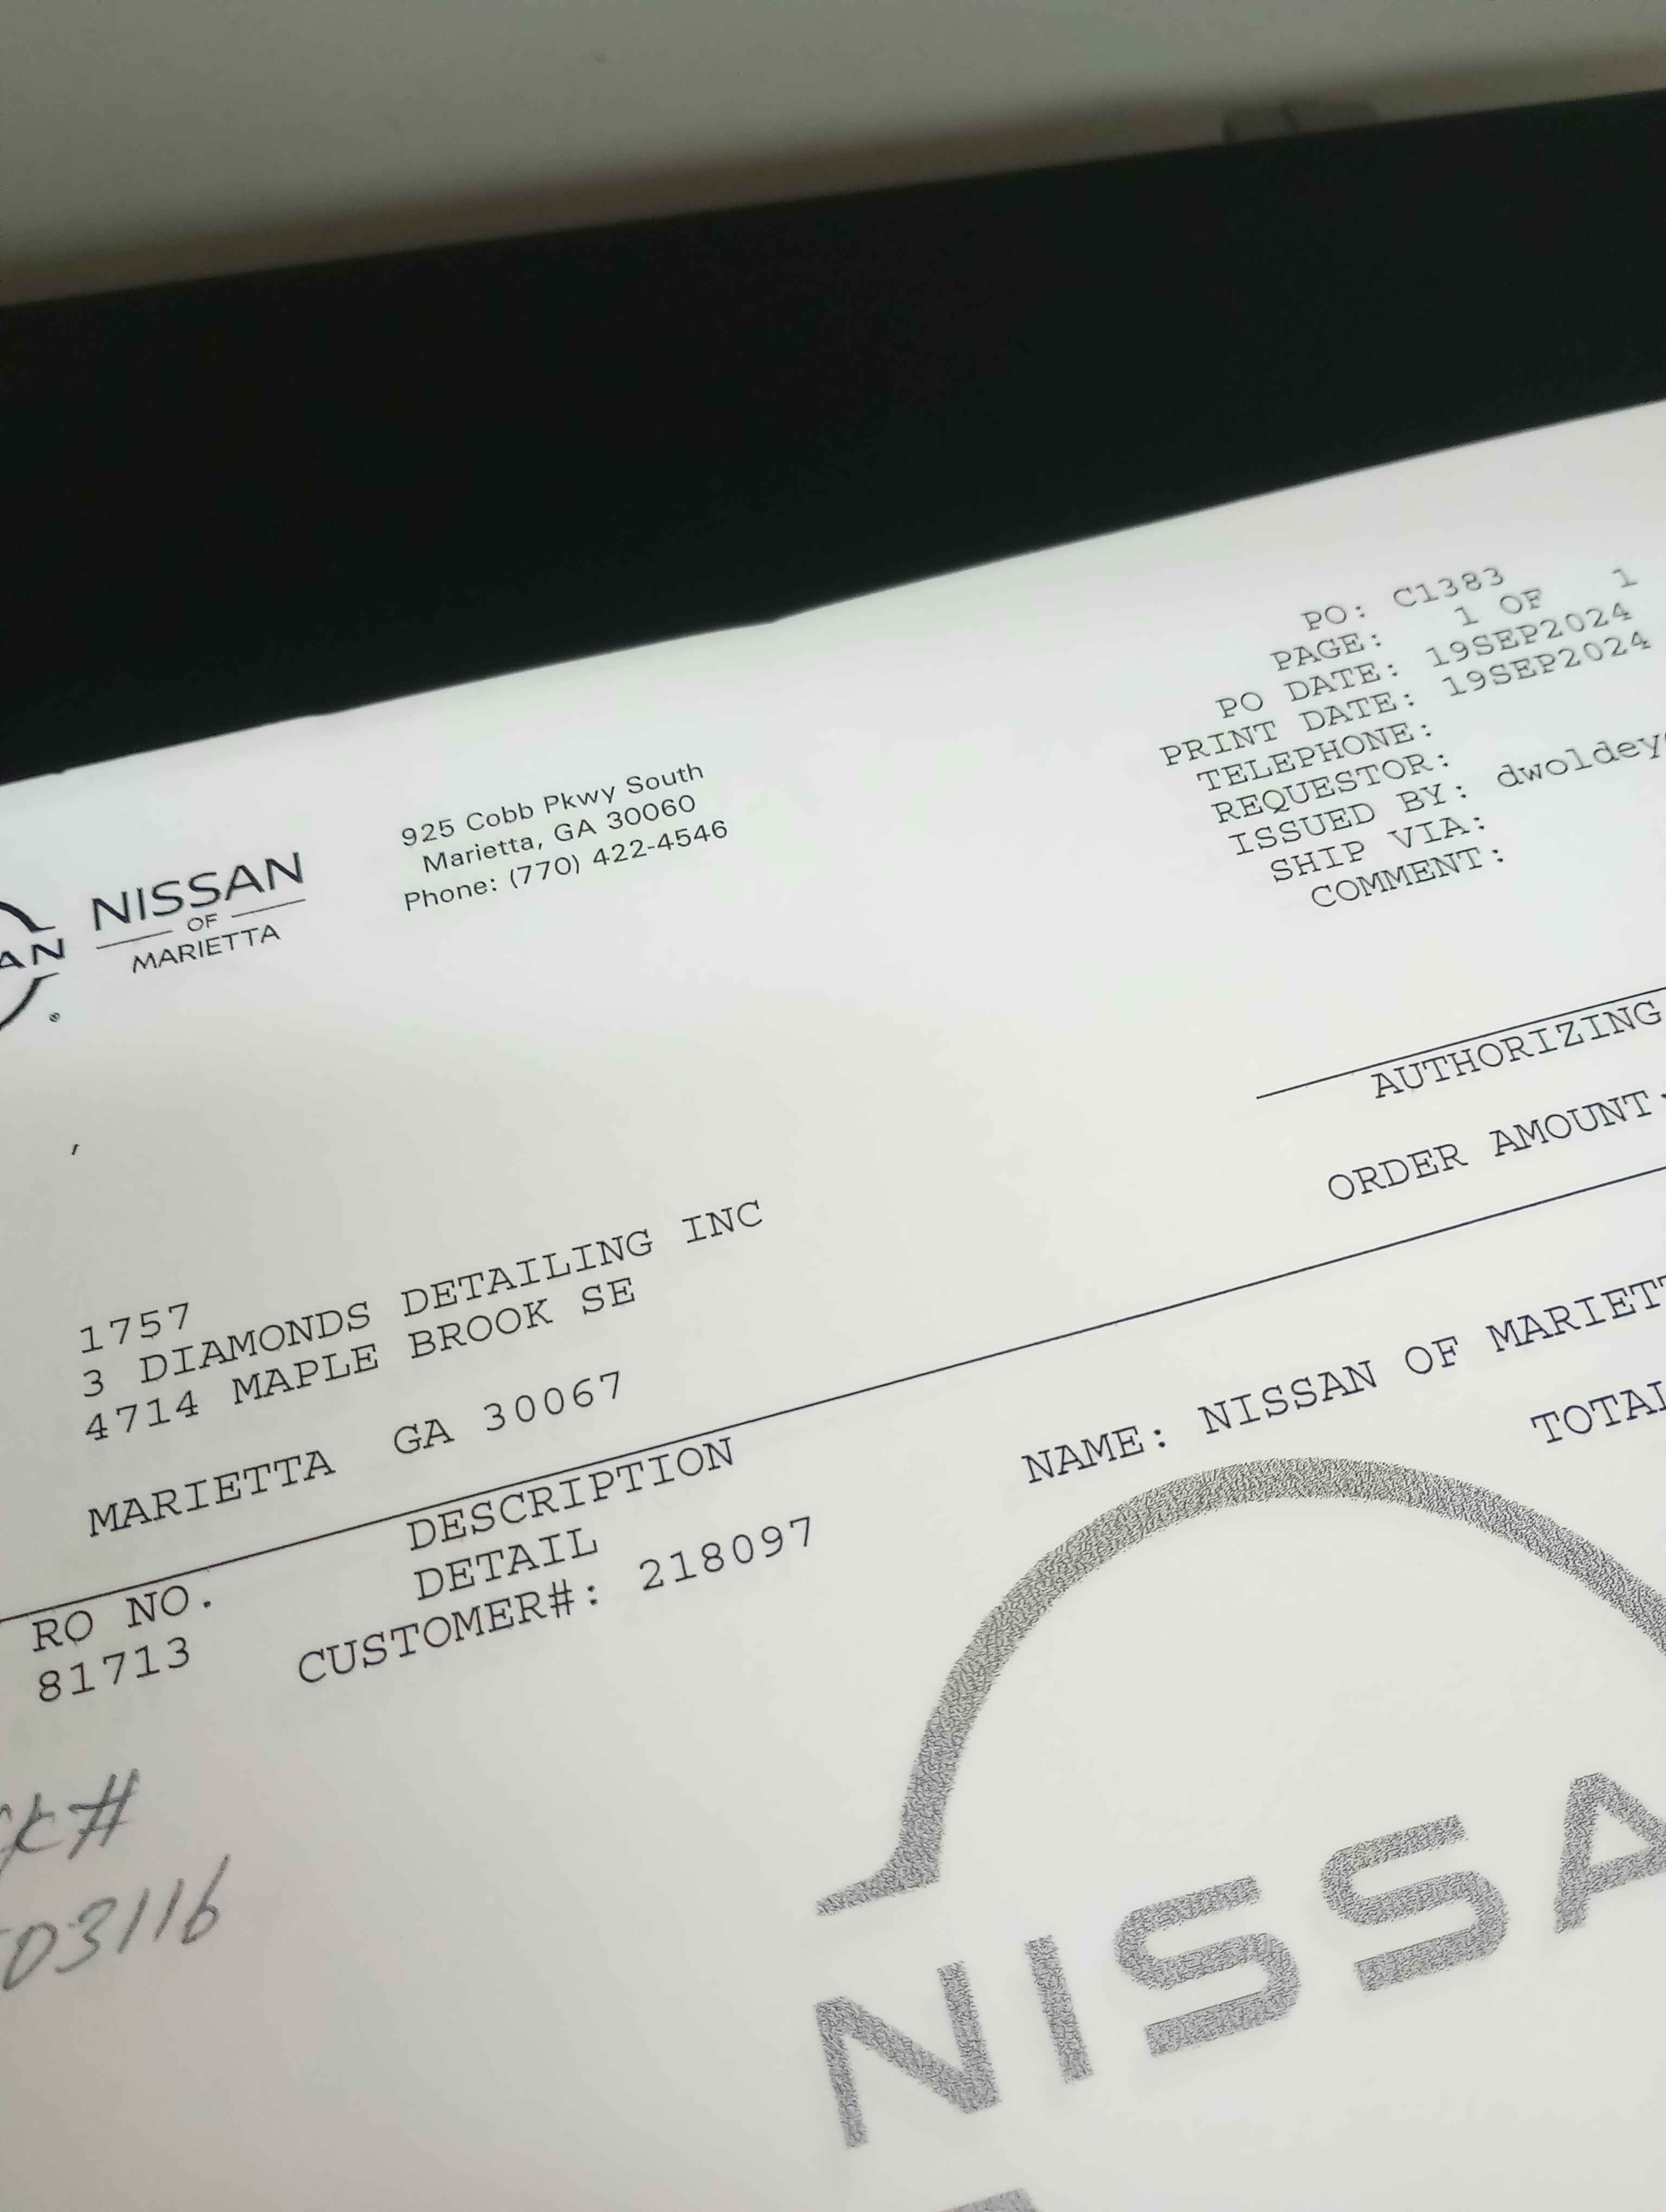 PO: C1383
PAGE: 1 OF 1
PO DATE: 19SEP2024
PRINT DATE: 19SEP2024
TELEPHONE:
REQUESTOR:
ISSUED BY: dwoldey
SHIP VIA:
COMMENT:
925 Cobb Pkwy South
Marietta, GA 30060
Phone: (770) 422-4546
AN
NISSAN
OF
MARIETTA
AUTHORIZING
ORDER AMOUNT
1757
3 DIAMONDS DETAILING INC
4714 MAPLE BROOK SE
MARIETTA GA 30067
RO NO. DESCRIPTION
81713 DETAIL
CUSTOMER#: 218097
NAME: NISSAN OF MARIETT
TOTAL
#
03116
NISSA